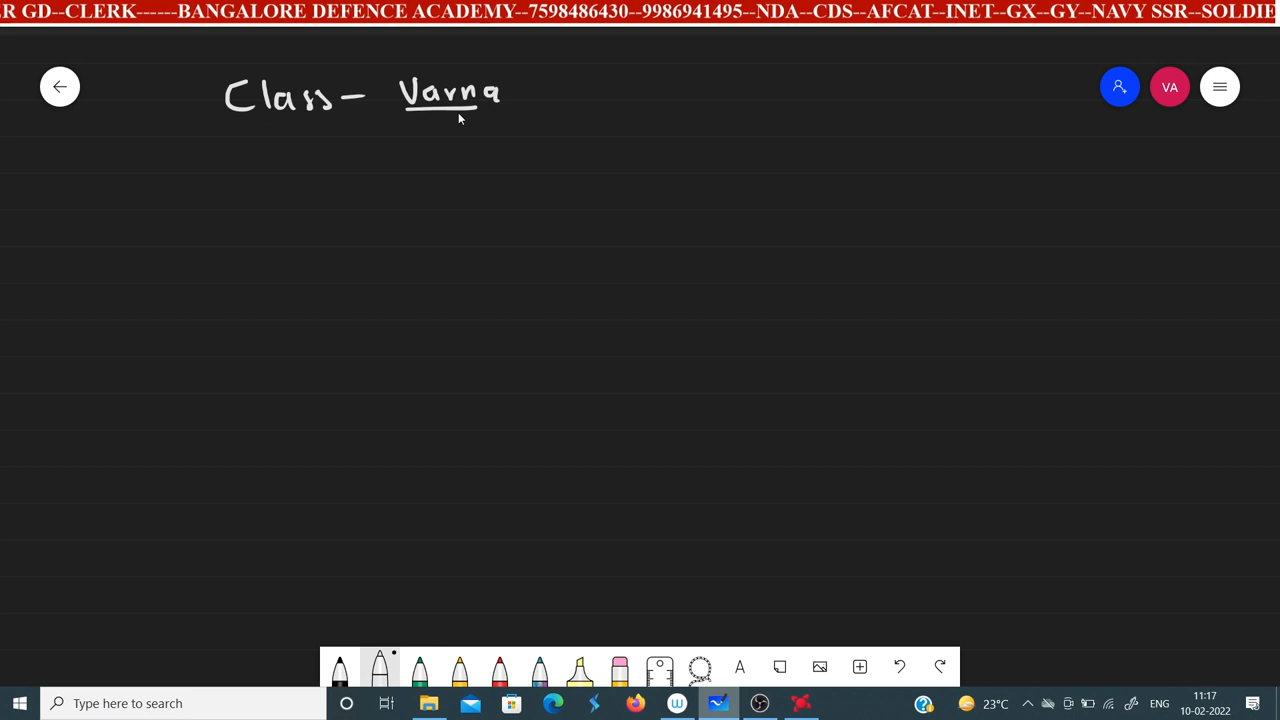 ER GD--CLERK------BANGALORE DEFENCE ACADEMY--7598486430--9986941495--NDA--CDS--AFCAT--INET--GX--GY--NAVY SSR--SOLDIE
Class - Varna
VA
A
Type here to search
W
23°C
ENG
11:17
10-02-2022